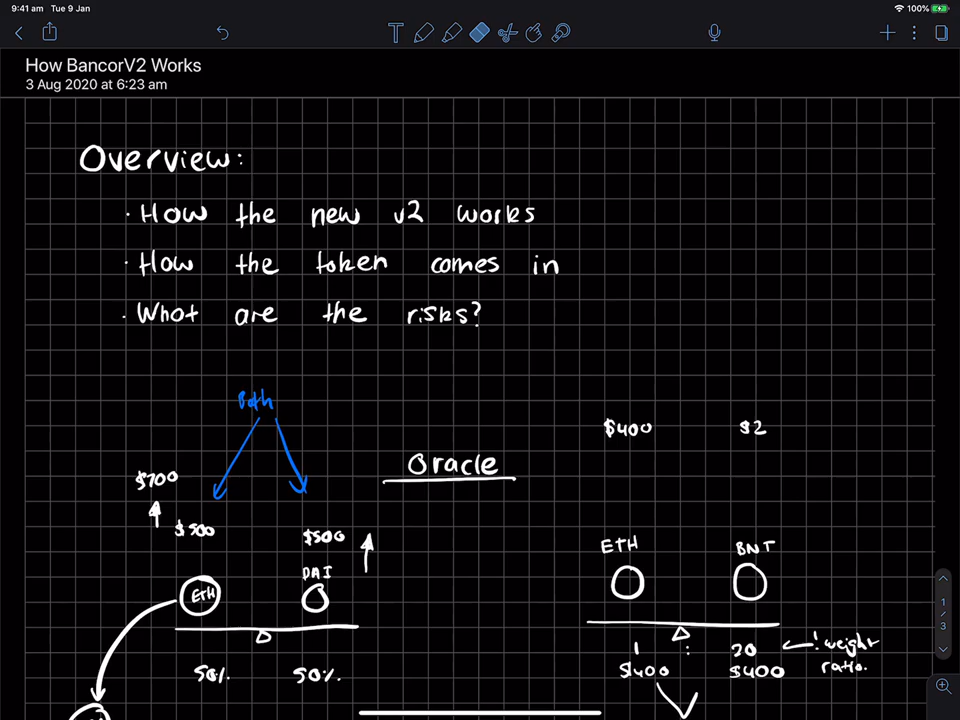 9:41 am Tue 9 Jan
100%
T
How BancorV2 Works
3 Aug 2020 at 6:23 am
Overview:
· How the new v2 works
· How the token comes in
· What are the risks?
Both
$400 $2
Oracle
$700
$500
$500
ETH BNT
DAI
ETH
1 : 20 ! weight
$400 $400 ratio.
50% 50%
1
/
3